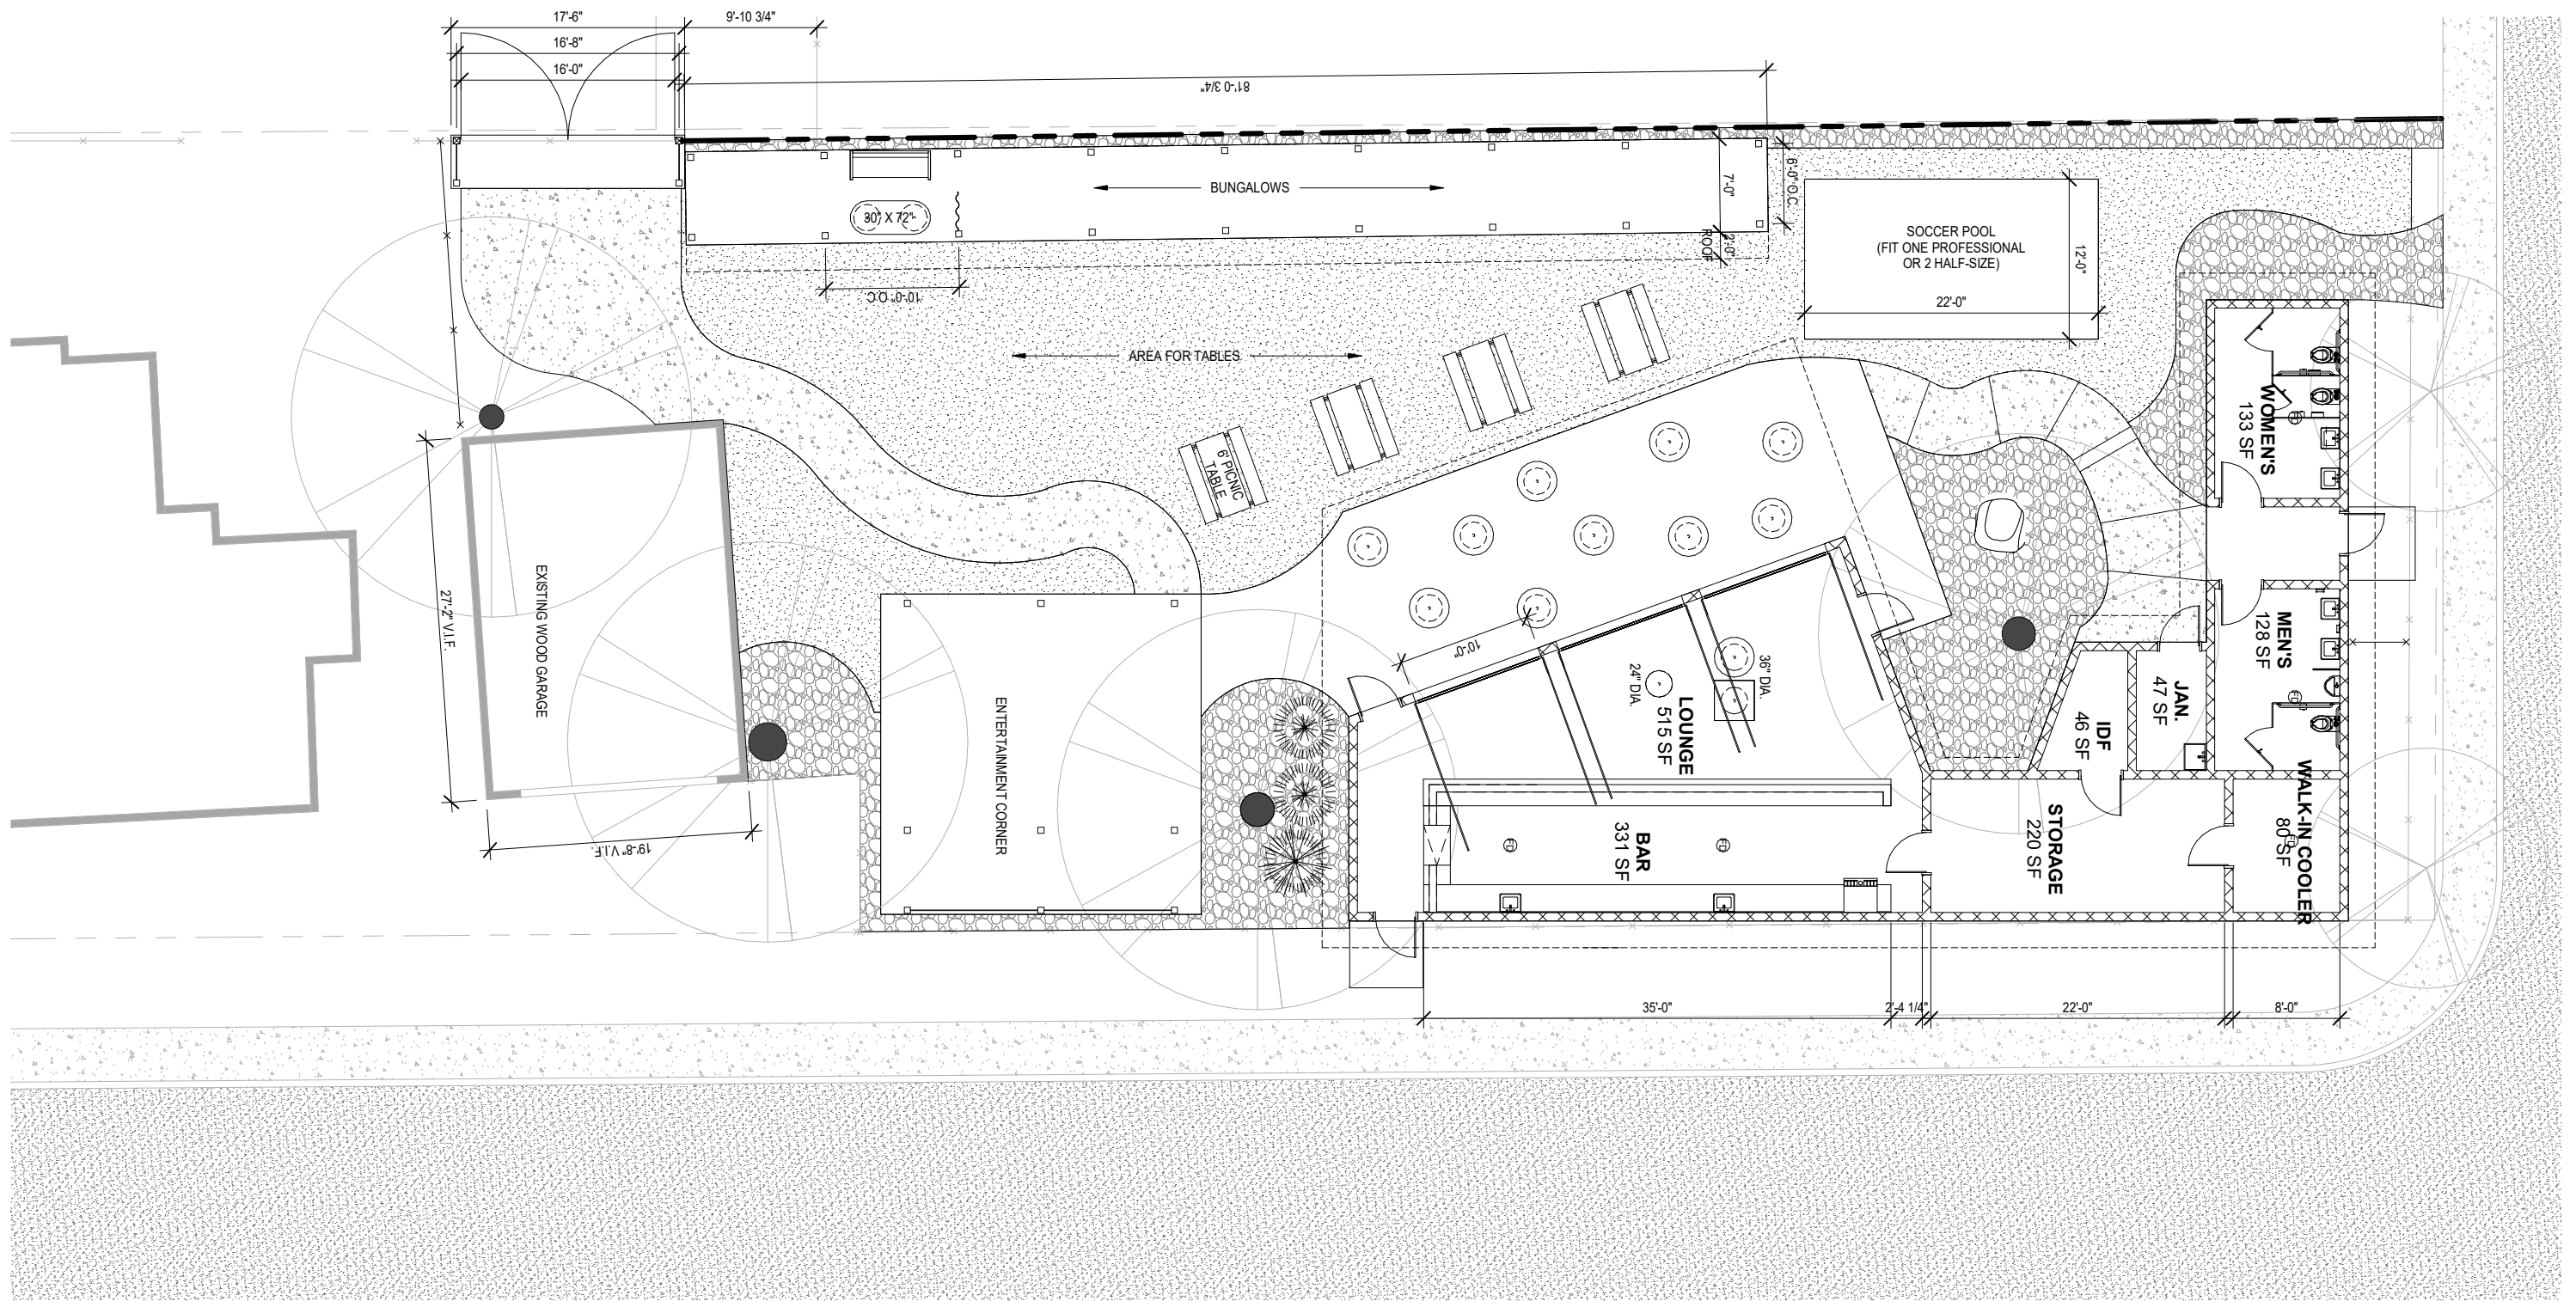 17'-6"
9'-10 3/4"
16'-8"
16'-0"
81'-0 3/4"
BUNGALOWS
7'-0"
6'-0" O.C.
30" X 72"
2'-0"
ROOF
10'-0" O.C.
SOCCER POOL
(FIT ONE PROFESSIONAL
OR 2 HALF-SIZE)
12'-0"
22'-0"
AREA FOR TABLES
6' PICNIC
TABLE
WOMEN'S
133 SF
FD
EXISTING WOOD GARAGE
27'-2" V.I.F.
19'-8" V.I.F.
ENTERTAINMENT CORNER
10'-0"
24" DIA.
36" DIA.
LOUNGE
515 SF
MEN'S
128 SF
FD
JAN.
47 SF
IDF
46 SF
BAR
331 SF
FD
FD
STORAGE
220 SF
WALK-IN COOLER
80 SF
FD
35'-0"
2'-4 1/4"
22'-0"
8'-0"